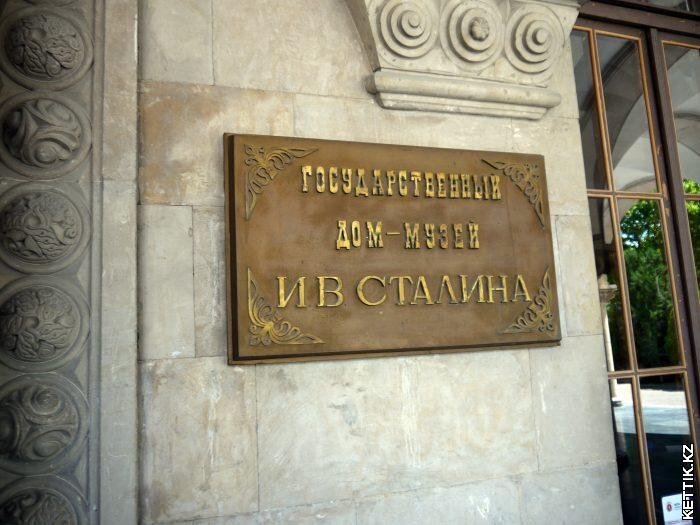 ГОСУДАРСТВЕННЫЙ
ДОМ-МУЗЕЙ
И В СТАЛИНА
KETTIK.KZ